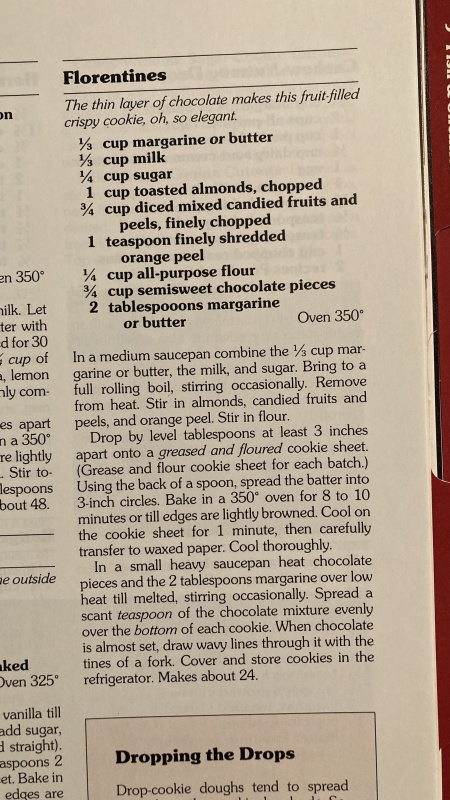 Florentines
The thin layer of chocolate makes this fruit-filled
crispy cookie, oh, so elegant.
⅓ cup margarine or butter
⅓ cup milk
¼ cup sugar
1 cup toasted almonds, chopped
¾ cup diced mixed candied fruits and
peels, finely chopped
1 teaspoon finely shredded
orange peel
¼ cup all-purpose flour
¾ cup semisweet chocolate pieces
2 tablespooons margarine
or butter Oven 350°
In a medium saucepan combine the ⅓ cup mar-
garine or butter, the milk, and sugar. Bring to a
full rolling boil, stirring occasionally. Remove
from heat. Stir in almonds, candied fruits and
peels, and orange peel. Stir in flour.
Drop by level tablespoons at least 3 inches
apart onto a greased and floured cookie sheet.
(Grease and flour cookie sheet for each batch.)
Using the back of a spoon, spread the batter into
3-inch circles. Bake in a 350° oven for 8 to 10
minutes or till edges are lightly browned. Cool on
the cookie sheet for 1 minute, then carefully
transfer to waxed paper. Cool thoroughly.
In a small heavy saucepan heat chocolate
pieces and the 2 tablespoons margarine over low
heat till melted, stirring occasionally. Spread a
scant teaspoon of the chocolate mixture evenly
over the bottom of each cookie. When chocolate
is almost set, draw wavy lines through it with the
tines of a fork. Cover and store cookies in the
refrigerator. Makes about 24.
Dropping the Drops
Drop-cookie doughs tend to spread
on
en 350°
milk. Let
ter with
d for 30
cup of
a, lemon
nly com-
es apart
n a 350°
re lightly
. Stir to-
lespoons
bout 48.
he outside
aked
Oven 325°
vanilla till
add sugar,
d straight).
aspoons 2
et. Bake in
edges are